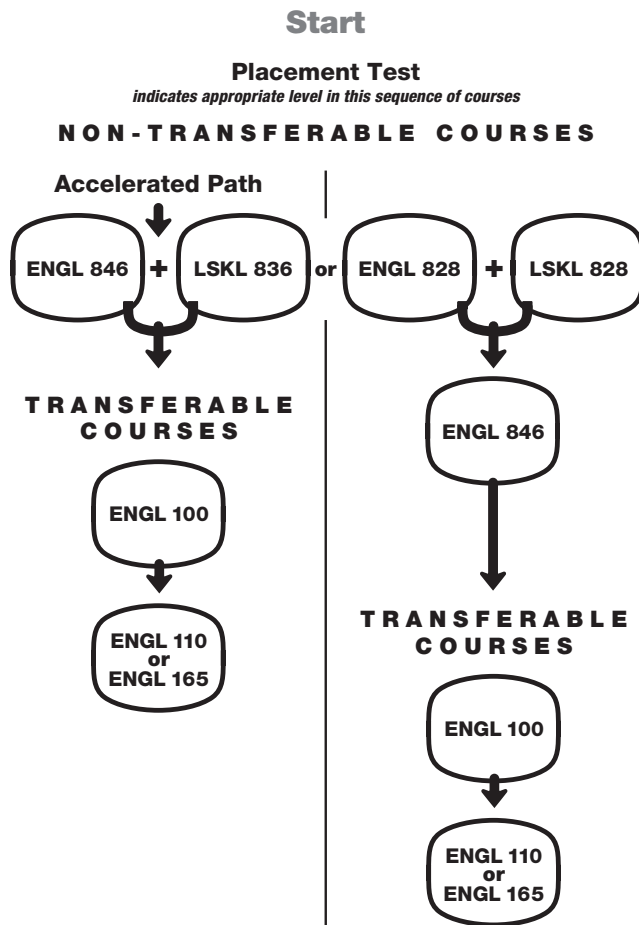 Start
Placement Test
indicates appropriate level in this sequence of courses
NON-TRANSFERABLE COURSES
Accelerated Path
ENGL 846 + LSKL 836 or ENGL 828 + LSKL 828
TRANSFERABLE
COURSES
ENGL 100
ENGL 110
or
ENGL 165
ENGL 846
TRANSFERABLE
COURSES
ENGL 100
ENGL 110
or
ENGL 165